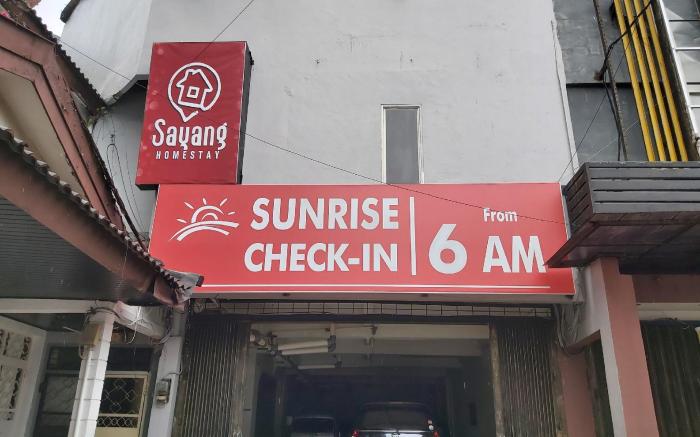 Sayang
HOMESTAY
SUNRISE
CHECK-IN
From
6 AM